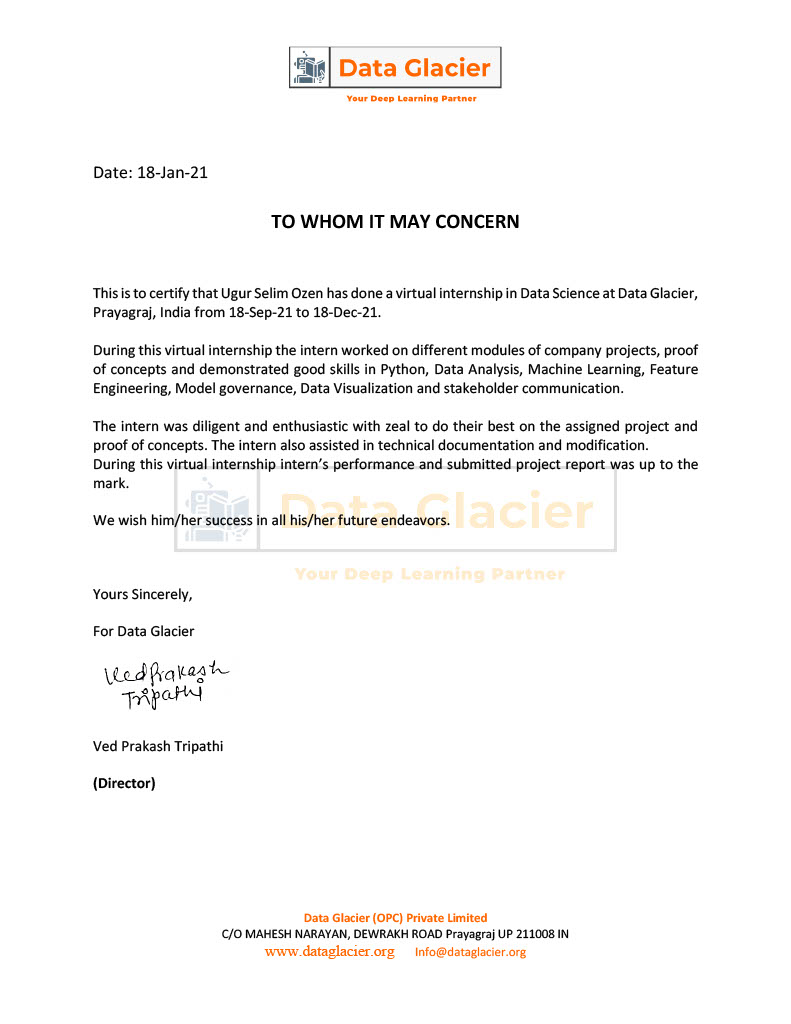 Data Glacier
Your Deep Learning Partner
Date: 18-Jan-21
TO WHOM IT MAY CONCERN
This is to certify that Ugur Selim Ozen has done a virtual internship in Data Science at Data Glacier,
Prayagraj, India from 18-Sep-21 to 18-Dec-21.
During this virtual internship the intern worked on different modules of company projects, proof
of concepts and demonstrated good skills in Python, Data Analysis, Machine Learning, Feature
Engineering, Model governance, Data Visualization and stakeholder communication.
The intern was diligent and enthusiastic with zeal to do their best on the assigned project and
proof of concepts. The intern also assisted in technical documentation and modification.
During this virtual internship intern’s performance and submitted project report was up to the
mark.
Data Glacier
We wish him/her success in all his/her future endeavors.
Your Deep Learning Partner
Yours Sincerely,
For Data Glacier
VedPrakash
Tripathi
Ved Prakash Tripathi
(Director)
Data Glacier (OPC) Private Limited
C/O MAHESH NARAYAN, DEWRAKH ROAD Prayagraj UP 211008 IN
www.dataglacier.org Info@dataglacier.org